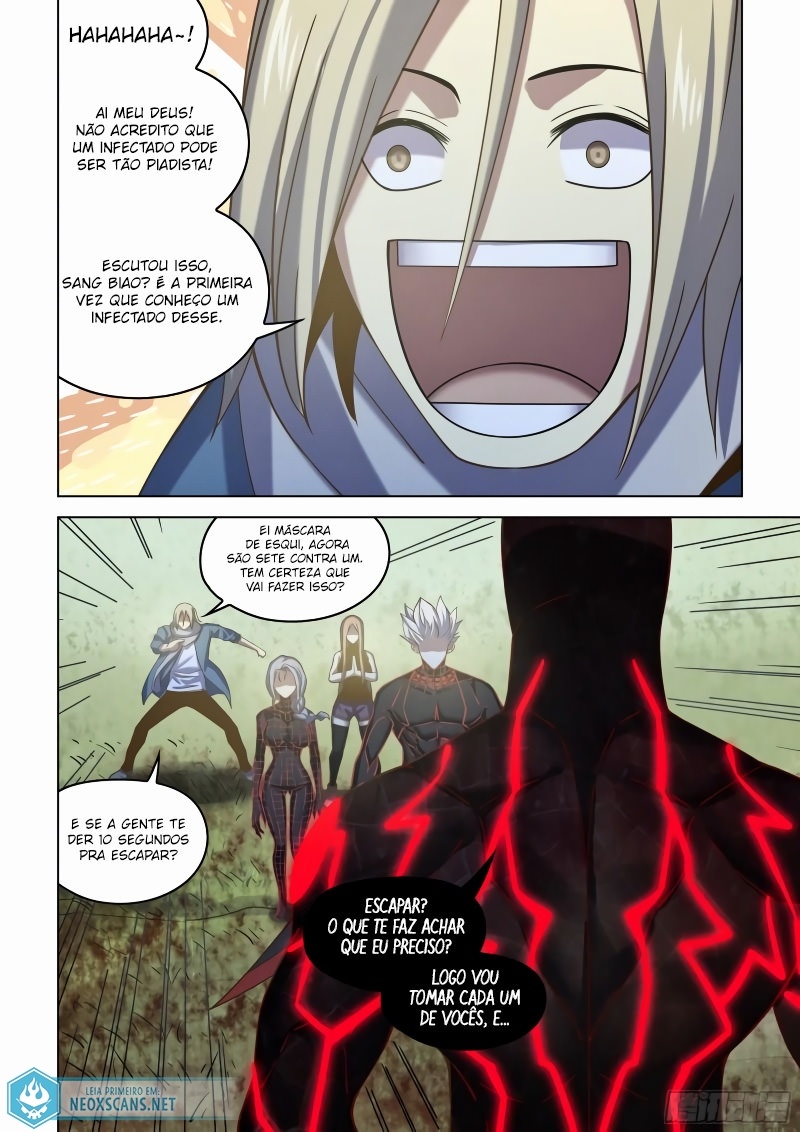 HAHAHAHA~!
AI MEU DEUS!
NÃO ACREDITO QUE
UM INFECTADO PODE
SER TÃO PIADISTA!
ESCUTOU ISSO,
SANG BIAO? É A PRIMEIRA
VEZ QUE CONHEÇO UM
INFECTADO DESSE.
EI MÁSCARA
DE ESQUI, AGORA
SÃO SETE CONTRA UM.
TEM CERTEZA QUE
VAI FAZER ISSO?
E SE A GENTE TE
DER 10 SEGUNDOS
PRA ESCAPAR?
ESCAPAR?
O QUE TE FAZ ACHAR
QUE EU PRECISO?
LOGO VOU
TOMAR CADA UM
DE VOCÊS, E...
LEIA PRIMEIRO EM:
NEOXSCANS.NET